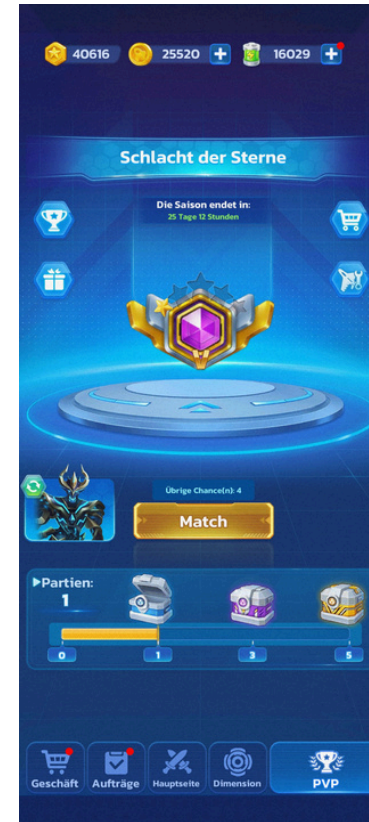 40616 25520 16029
Schlacht der Sterne
Die Saison endet in:
25 Tage 12 Stunden
Übrige Chance(n): 4
Match
Partien:
1
0 1 3 5
Geschäft Aufträge Hauptseite Dimension PVP